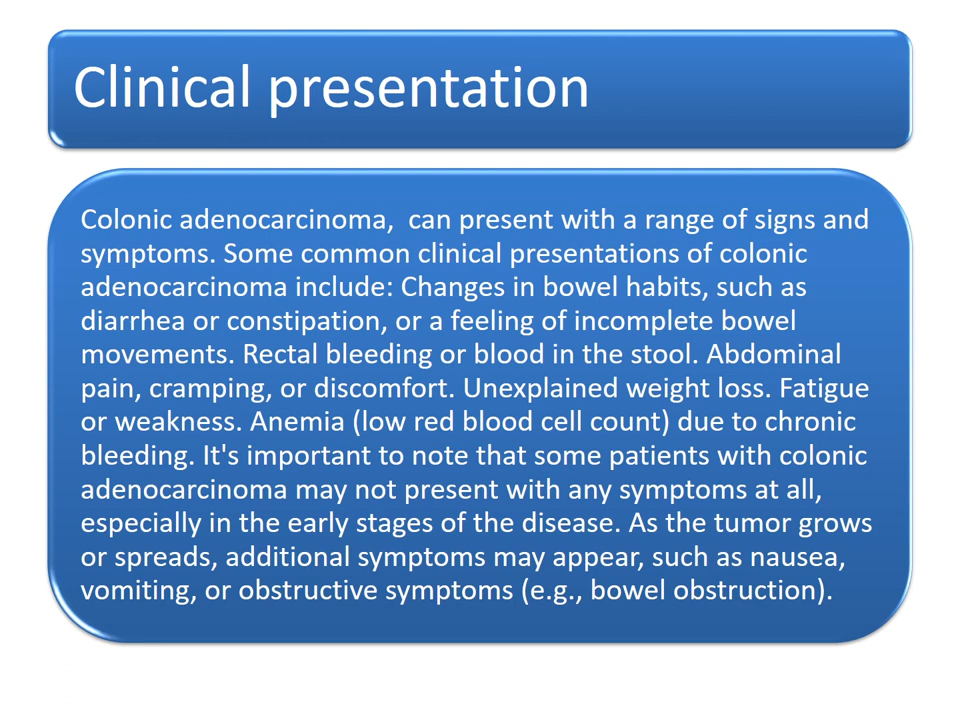 Clinical presentation
Colonic adenocarcinoma,  can present with a range of signs and
symptoms. Some common clinical presentations of colonic
adenocarcinoma include: Changes in bowel habits, such as
diarrhea or constipation, or a feeling of incomplete bowel
movements. Rectal bleeding or blood in the stool. Abdominal
pain, cramping, or discomfort. Unexplained weight loss. Fatigue
or weakness. Anemia (low red blood cell count) due to chronic
bleeding. It's important to note that some patients with colonic
adenocarcinoma may not present with any symptoms at all,
especially in the early stages of the disease. As the tumor grows
or spreads, additional symptoms may appear, such as nausea,
vomiting, or obstructive symptoms (e.g., bowel obstruction).